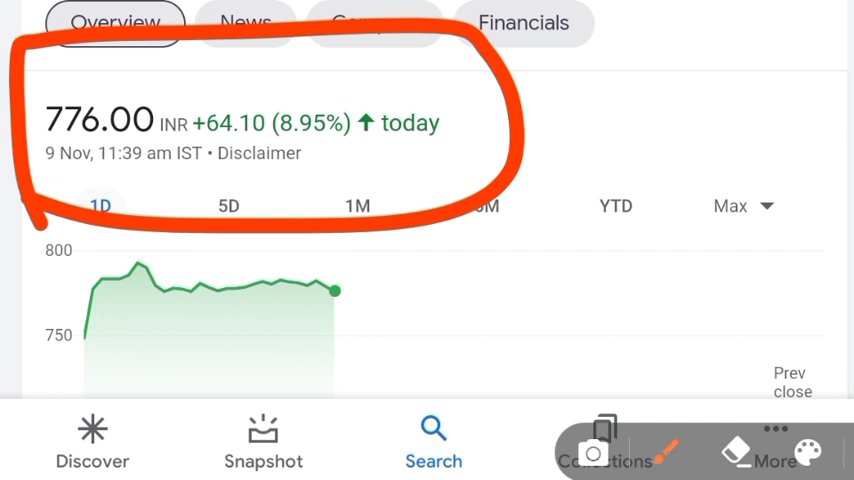 Overview News Financials
776.00 INR +64.10 (8.95%) ↑ today
9 Nov, 11:39 am IST • Disclaimer
1D 5D 1M YTD Max
800
750
Prev
close
Discover Snapshot Search Collections More